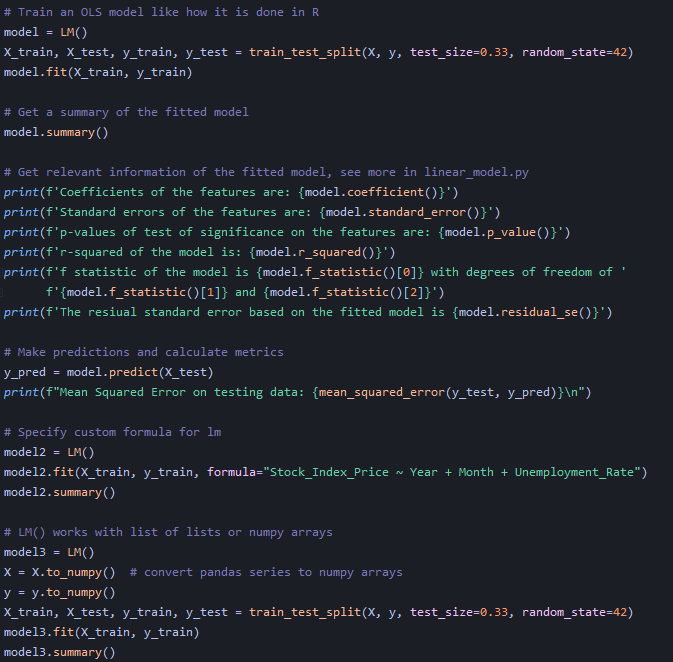 # Train an OLS model like how it is done in R
model = LM()
X_train, X_test, y_train, y_test = train_test_split(X, y, test_size=0.33, random_state=42)
model.fit(X_train, y_train)
# Get a summary of the fitted model
model.summary()
# Get relevant information of the fitted model, see more in linear_model.py
print(f'Coefficients of the features are: {model.coefficient()}')
print(f'Standard errors of the features are: {model.standard_error()}')
print(f'p-values of test of significance on the features are: {model.p_value()}')
print(f'r-squared of the model is: {model.r_squared()}')
print(f'f statistic of the model is {model.f_statistic()[0]} with degrees of freedom of '
f'{model.f_statistic()[1]} and {model.f_statistic()[2]}')
print(f'The resiual standard error based on the fitted model is {model.residual_se()}')
# Make predictions and calculate metrics
y_pred = model.predict(X_test)
print(f"Mean Squared Error on testing data: {mean_squared_error(y_test, y_pred)}\n")
# Specify custom formula for lm
model2 = LM()
model2.fit(X_train, y_train, formula="Stock_Index_Price ~ Year + Month + Unemployment_Rate")
model2.summary()
# LM() works with list of lists or numpy arrays
model3 = LM()
X = X.to_numpy()  # convert pandas series to numpy arrays
y = y.to_numpy()
X_train, X_test, y_train, y_test = train_test_split(X, y, test_size=0.33, random_state=42)
model3.fit(X_train, y_train)
model3.summary()